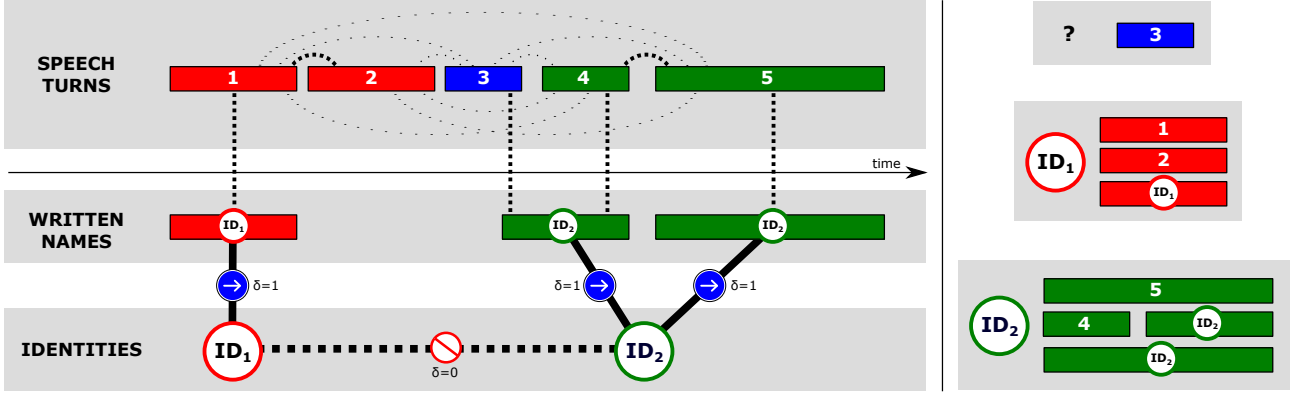 SPEECH
TURNS
1
2
3
4
5
time
WRITTEN
NAMES
ID₁
ID₂
ID₂
δ=1
δ=1
δ=1
IDENTITIES
ID₁
ID₂
δ=0
? 3
ID₁
1
2
ID₁
ID₂
5
4
ID₂
ID₂